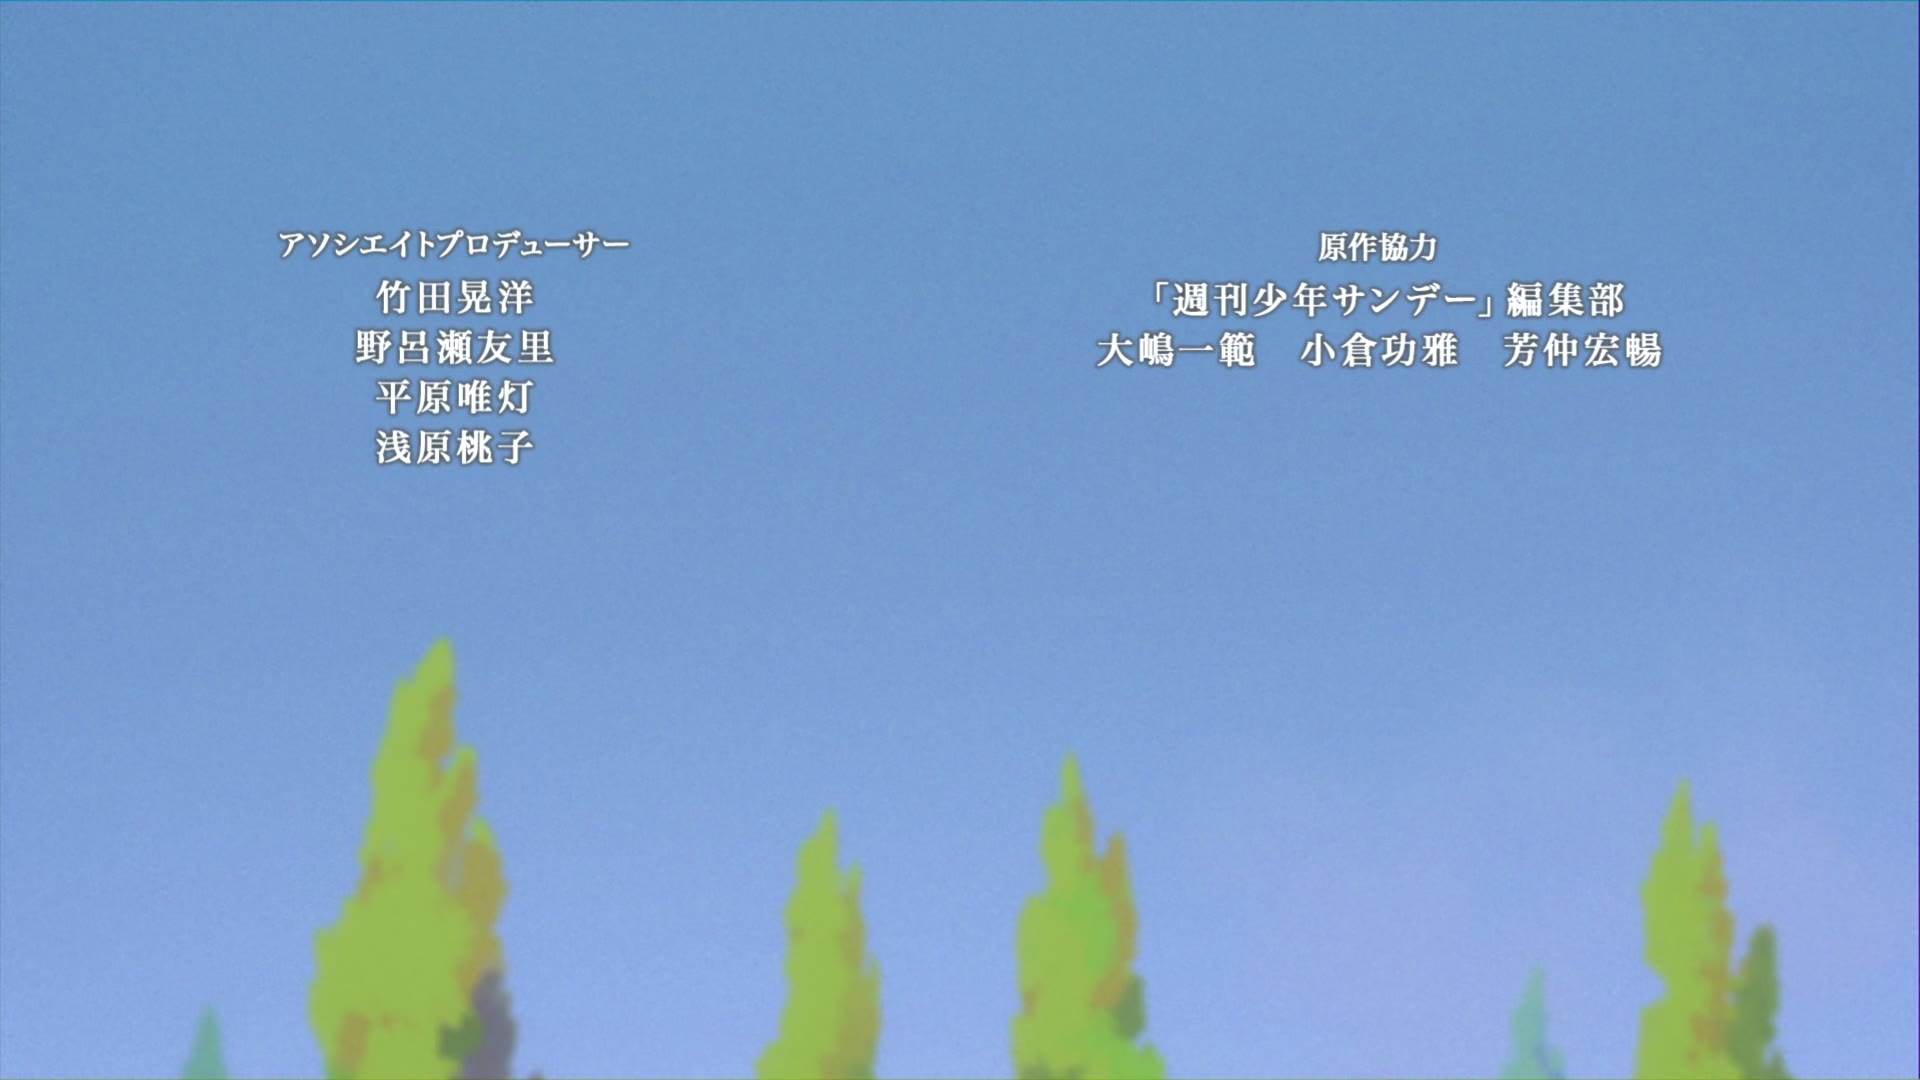 アソシエイトプロデューサー
竹田晃洋
野呂瀬友里
平原唯灯
浅原桃子
原作協力
「週刊少年サンデー」編集部
大嶋一範　小倉功雅　芳仲宏暢